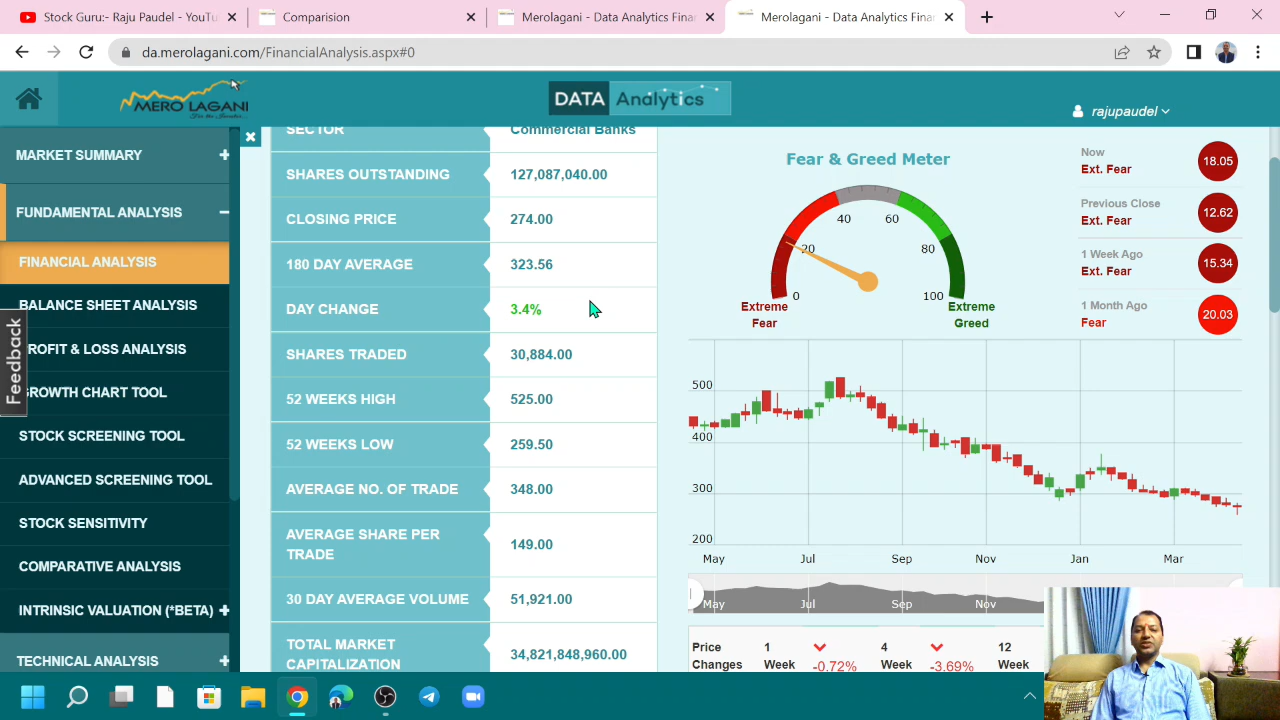 Stock Guru:- Raju Paudel - YouTu
Comparision
Merolagani - Data Analytics Finan
Merolagani - Data Analytics Finan
da.merolagani.com/FinancialAnalysis.aspx#0
MERO LAGANI
For the Investor
DATA Analytics
rajupaudel
MARKET SUMMARY
FUNDAMENTAL ANALYSIS
FINANCIAL ANALYSIS
BALANCE SHEET ANALYSIS
PROFIT & LOSS ANALYSIS
GROWTH CHART TOOL
STOCK SCREENING TOOL
ADVANCED SCREENING TOOL
STOCK SENSITIVITY
COMPARATIVE ANALYSIS
INTRINSIC VALUATION (*BETA)
TECHNICAL ANALYSIS
Feedback
SECTOR Commercial Banks
SHARES OUTSTANDING 127,087,040.00
CLOSING PRICE 274.00
180 DAY AVERAGE 323.56
DAY CHANGE 3.4%
SHARES TRADED 30,884.00
52 WEEKS HIGH 525.00
52 WEEKS LOW 259.50
AVERAGE NO. OF TRADE 348.00
AVERAGE SHARE PER
TRADE 149.00
30 DAY AVERAGE VOLUME 51,921.00
TOTAL MARKET
CAPITALIZATION 34,821,848,960.00
Fear & Greed Meter
40 60
20 80
0 100
Extreme
Fear
Extreme
Greed
Now
Ext. Fear 18.05
Previous Close
Ext. Fear 12.62
1 Week Ago
Ext. Fear 15.34
1 Month Ago
Fear 20.03
500
400
300
200
May Jul Sep Nov Jan Mar
May Jul Sep Nov
Price
Changes
1
Week
-0.72%
4
Week
-3.69%
12
Week